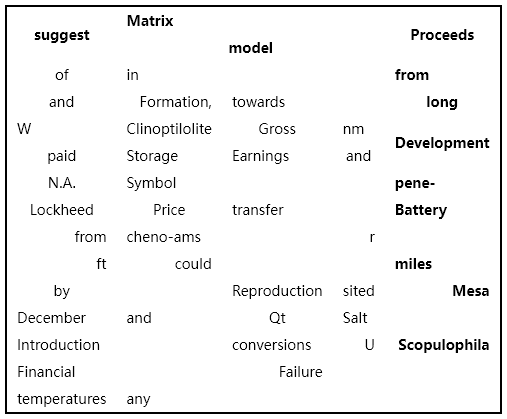 suggest Matrix model Proceeds
of in from
and Formation, towards long
W Clinoptilolite Gross nm Development
paid Storage Earnings and
N.A. Symbol pene-
Lockheed Price transfer Battery
from cheno-ams r
ft could miles
by Reproduction sited Mesa
December and Qt Salt
Introduction conversions U Scopulophila
Financial Failure
temperatures any